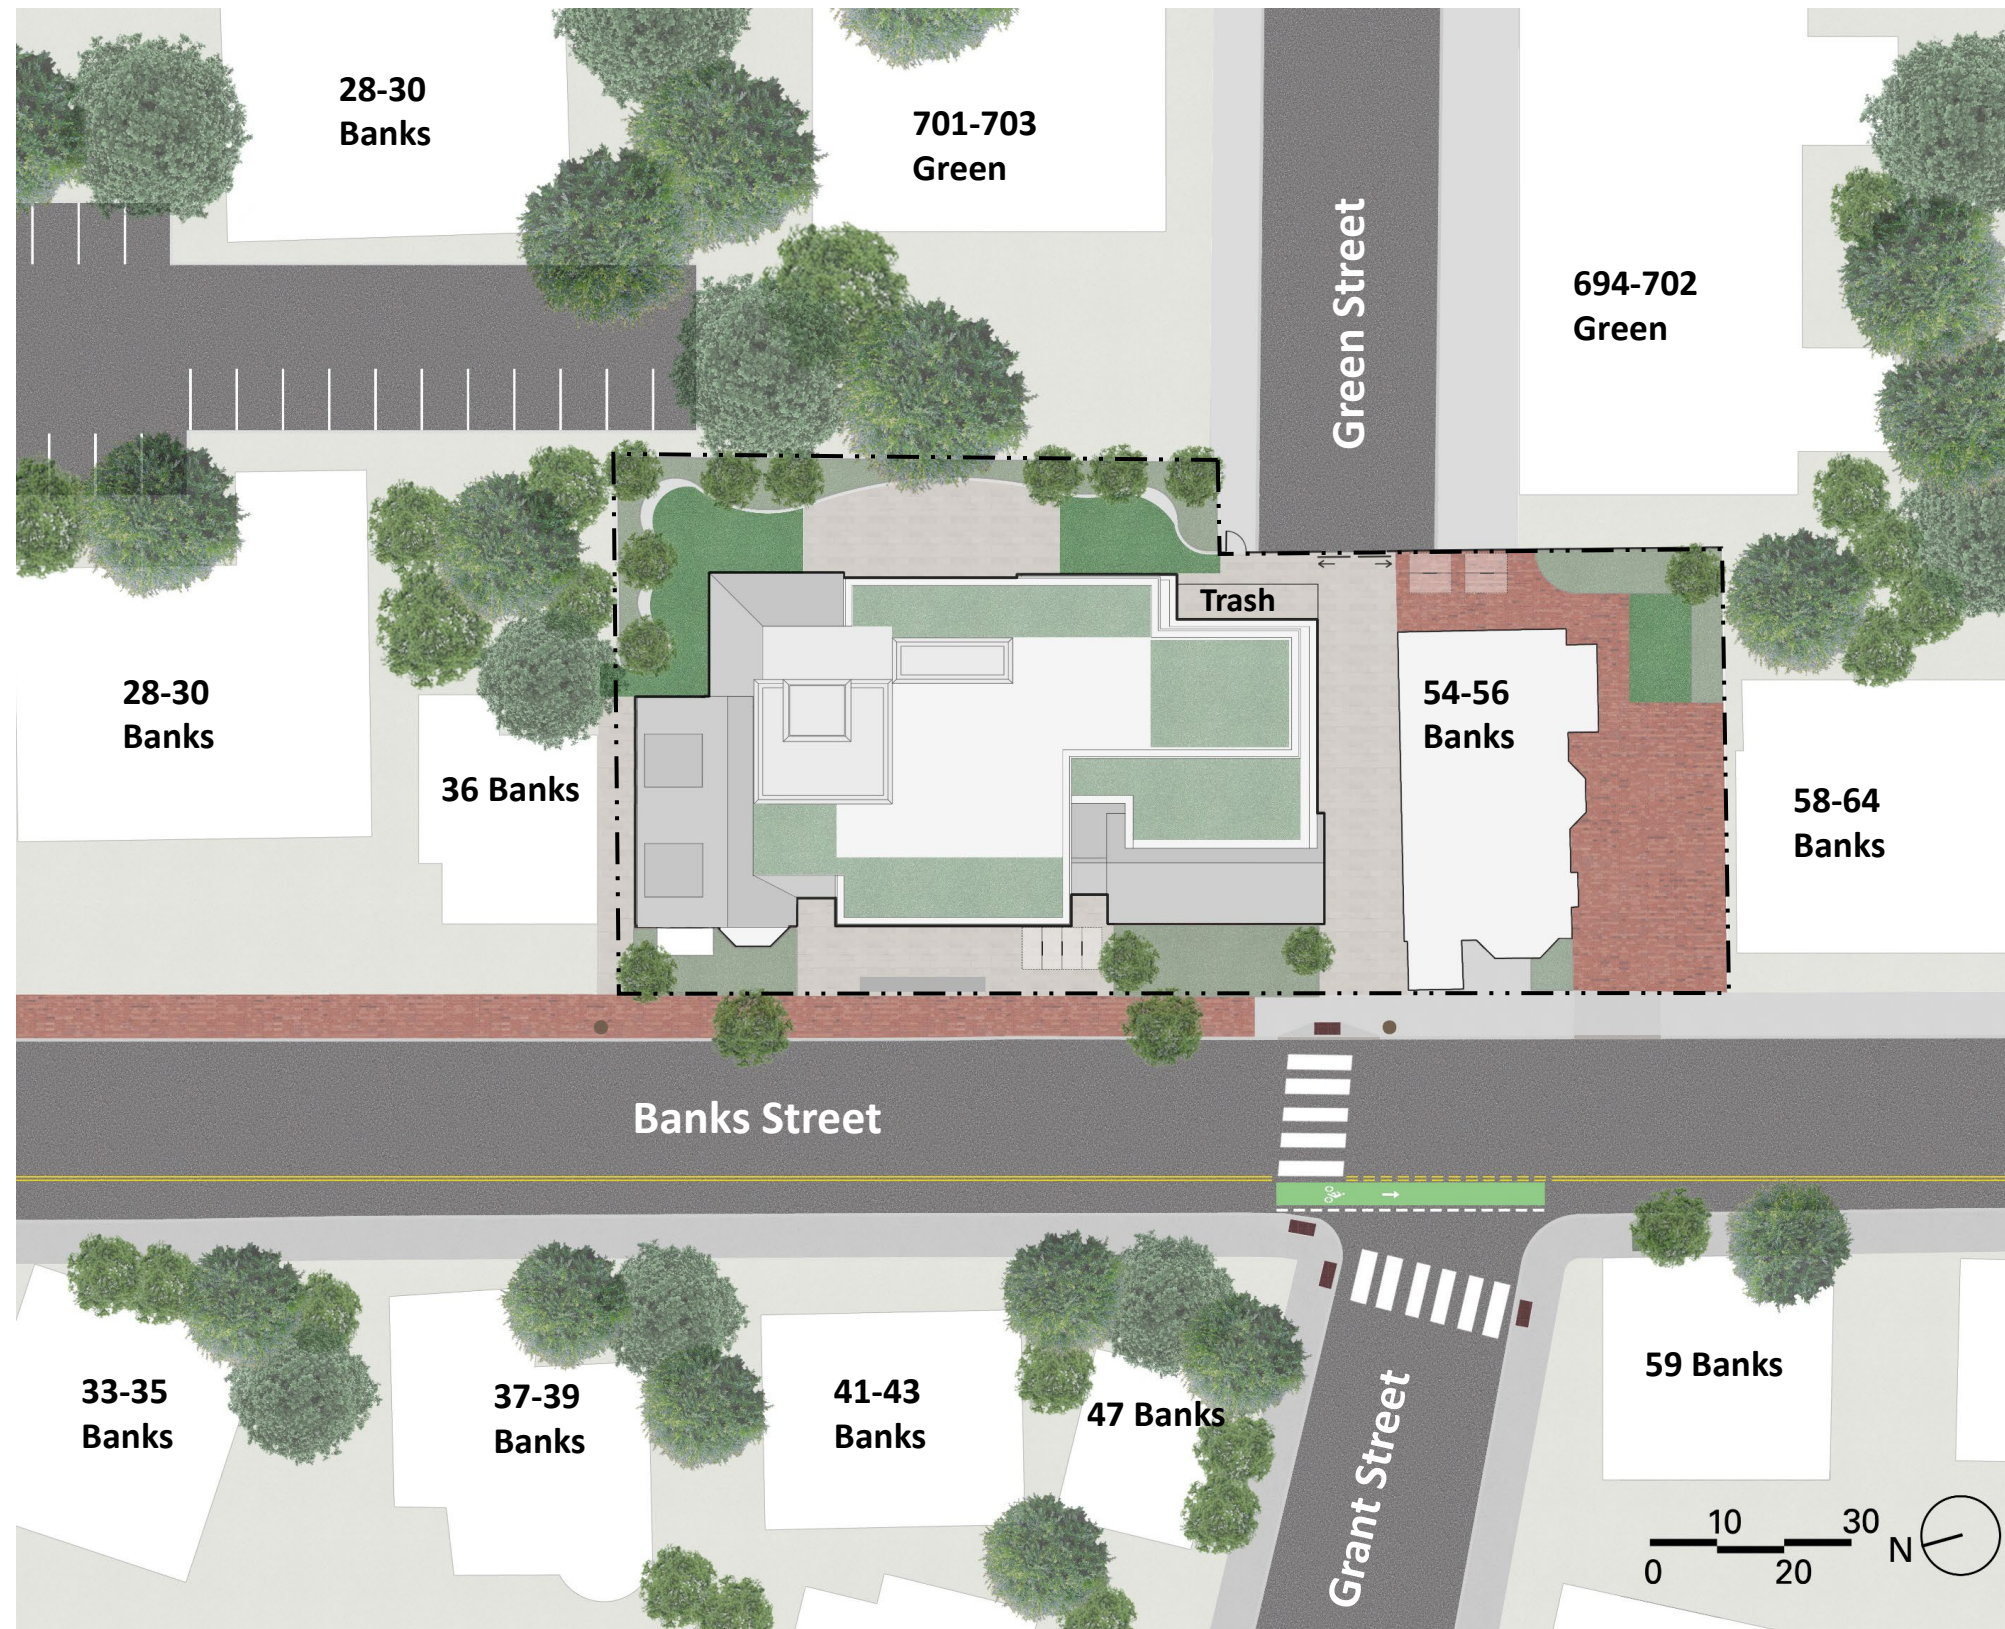 28-30
Banks
701-703
Green
Green Street
694-702
Green
Trash
28-30
Banks
36 Banks
54-56
Banks
58-64
Banks
Banks Street
33-35
Banks
37-39
Banks
41-43
Banks
47 Banks
Grant Street
59 Banks
10 30
0 20
N